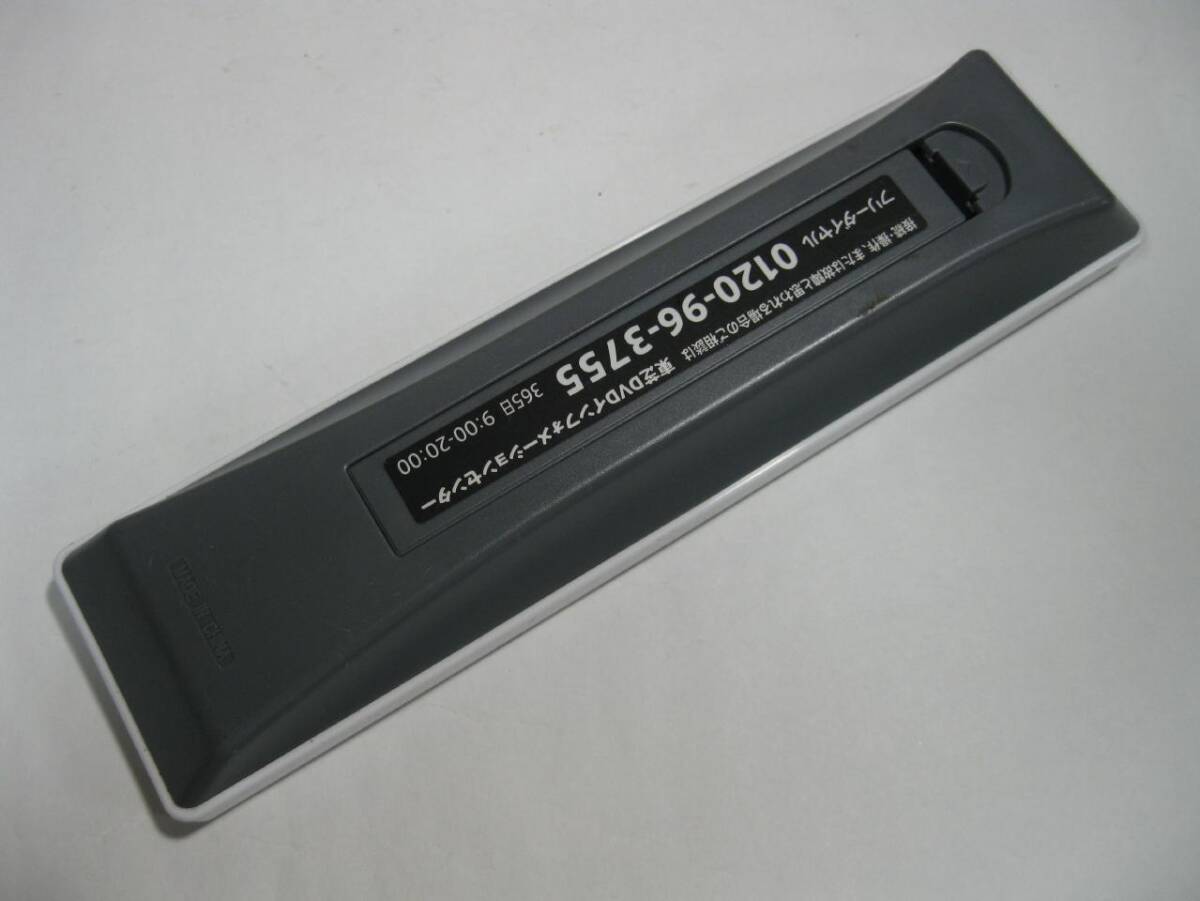 接続・操作、または故障と思われる場合のご相談は 東芝DVDインフォメーションセンター
フリーダイヤル 0120-96-3755 365日 9:00-20:00
MADE IN CHINA